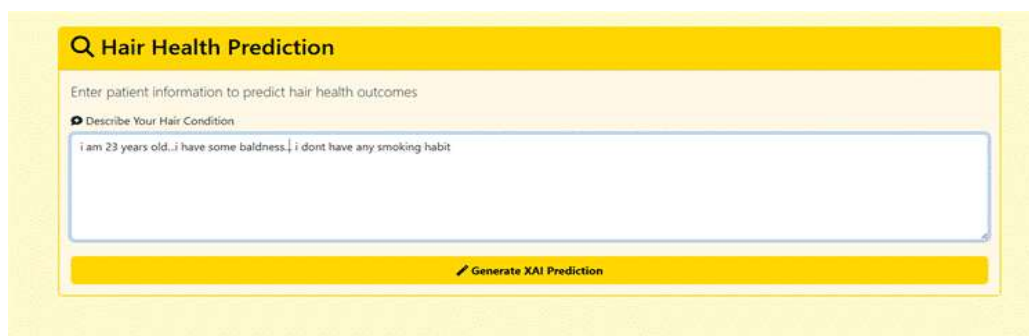 Hair Health Prediction
Enter patient information to predict hair health outcomes
Describe Your Hair Condition
i am 23 years old..i have some baldness. i dont have any smoking habit
Generate XAI Prediction